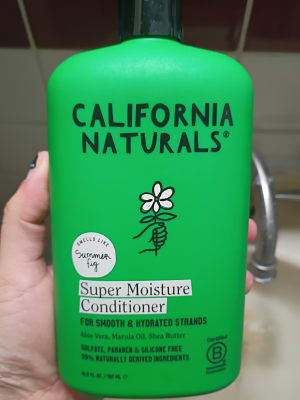 CALIFORNIA
NATURALS®
SMELLS LIKE
Summer
fig
Super Moisture
Conditioner
FOR SMOOTH & HYDRATED STRANDS
Aloe Vera, Marula Oil, Shea Butter
SULFATE, PARABEN & SILICONE FREE
99% NATURALLY DERIVED INGREDIENTS
Certified
B